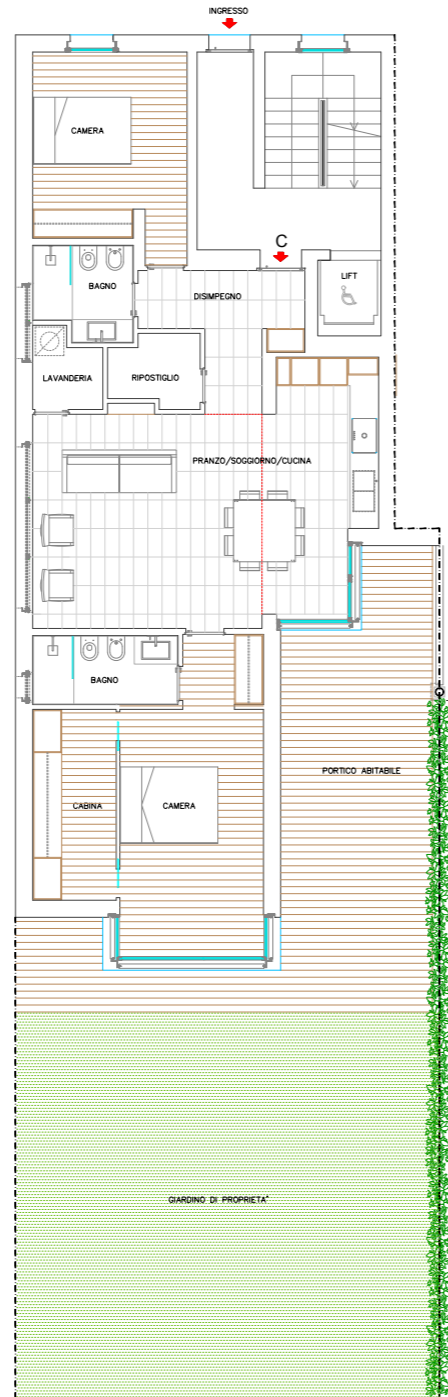 INGRESSO
CAMERA
C
LIFT
BAGNO
DISIMPEGNO
LAVANDERIA
RIPOSTIGLIO
PRANZO/SOGGIORNO/CUCINA
BAGNO
PORTICO ABITABILE
CABINA
CAMERA
GIARDINO DI PROPRIETA'